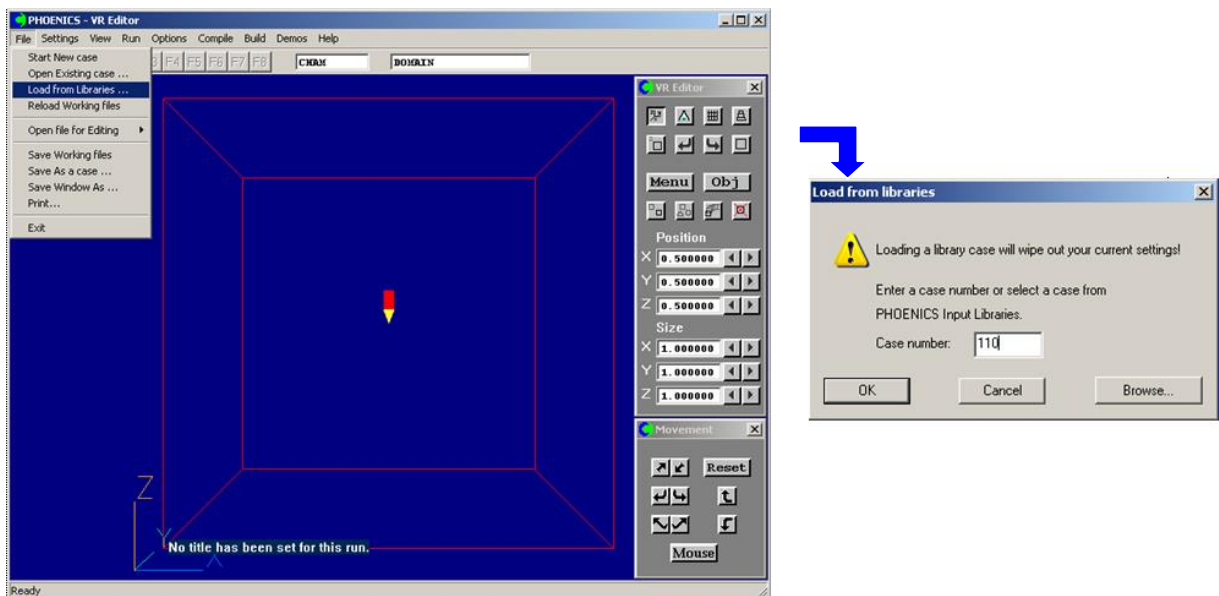 PHOENICS - VR Editor
File Settings View Run Options Compile Build Demos Help
Start New case
Open Existing case ...
Load from Libraries ...
Reload Working files
Open file for Editing
Save Working files
Save As a case ...
Save Window As ...
Print...
Exit
3 F4 F5 F6 F7 F8 CHAM DOMAIN
VR Editor
Menu Obj
Position
X 0.500000
Y 0.500000
Z 0.500000
Size
X 1.000000
Y 1.000000
Z 1.000000
Movement
Reset
Mouse
Z
Y
X
No title has been set for this run.
Ready
Load from libraries
Loading a library case will wipe out your current settings!
Enter a case number or select a case from
PHOENICS Input Libraries.
Case number: 110
OK Cancel Browse...